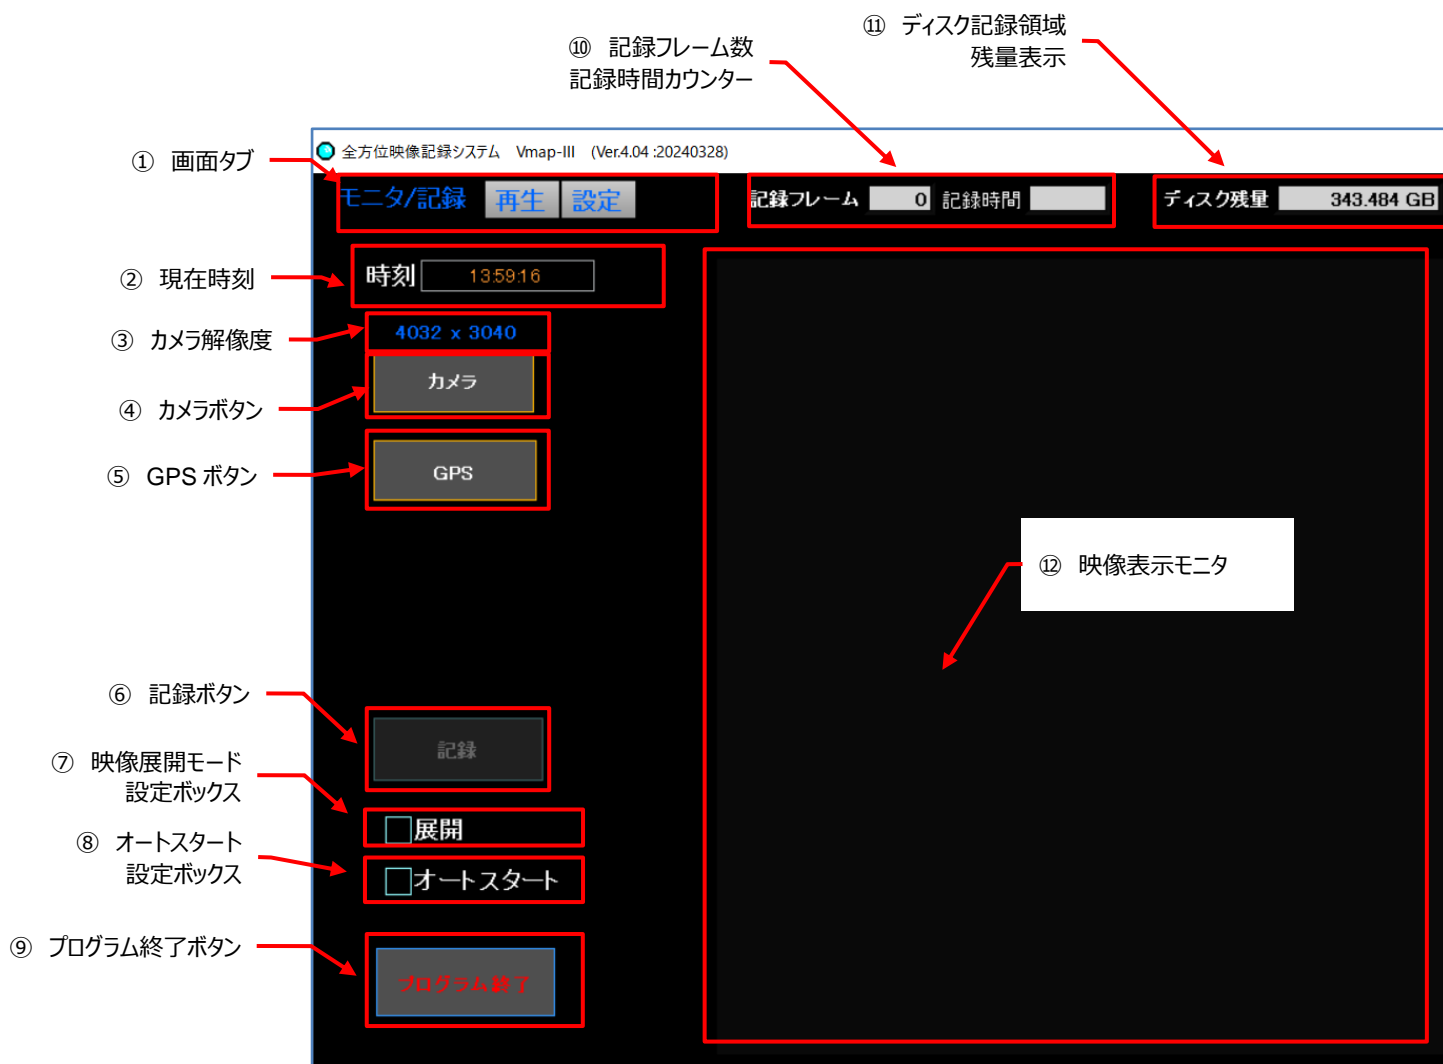 ⑪ ディスク記録領域
残量表示
⑩ 記録フレーム数
記録時間カウンター
全方位映像記録システム Vmap-III (Ver.4.04 :20240328)
① 画面タブ
モニタ/記録 再生 設定
記録フレーム 0 記録時間
ディスク残量 343.484 GB
② 現在時刻
時刻 13:59:16
③ カメラ解像度
4032 x 3040
④ カメラボタン
カメラ
⑤ GPS ボタン
GPS
⑫ 映像表示モニタ
⑥ 記録ボタン
記録
⑦ 映像展開モード
設定ボックス
展開
⑧ オートスタート
設定ボックス
オートスタート
⑨ プログラム終了ボタン
プログラム終了